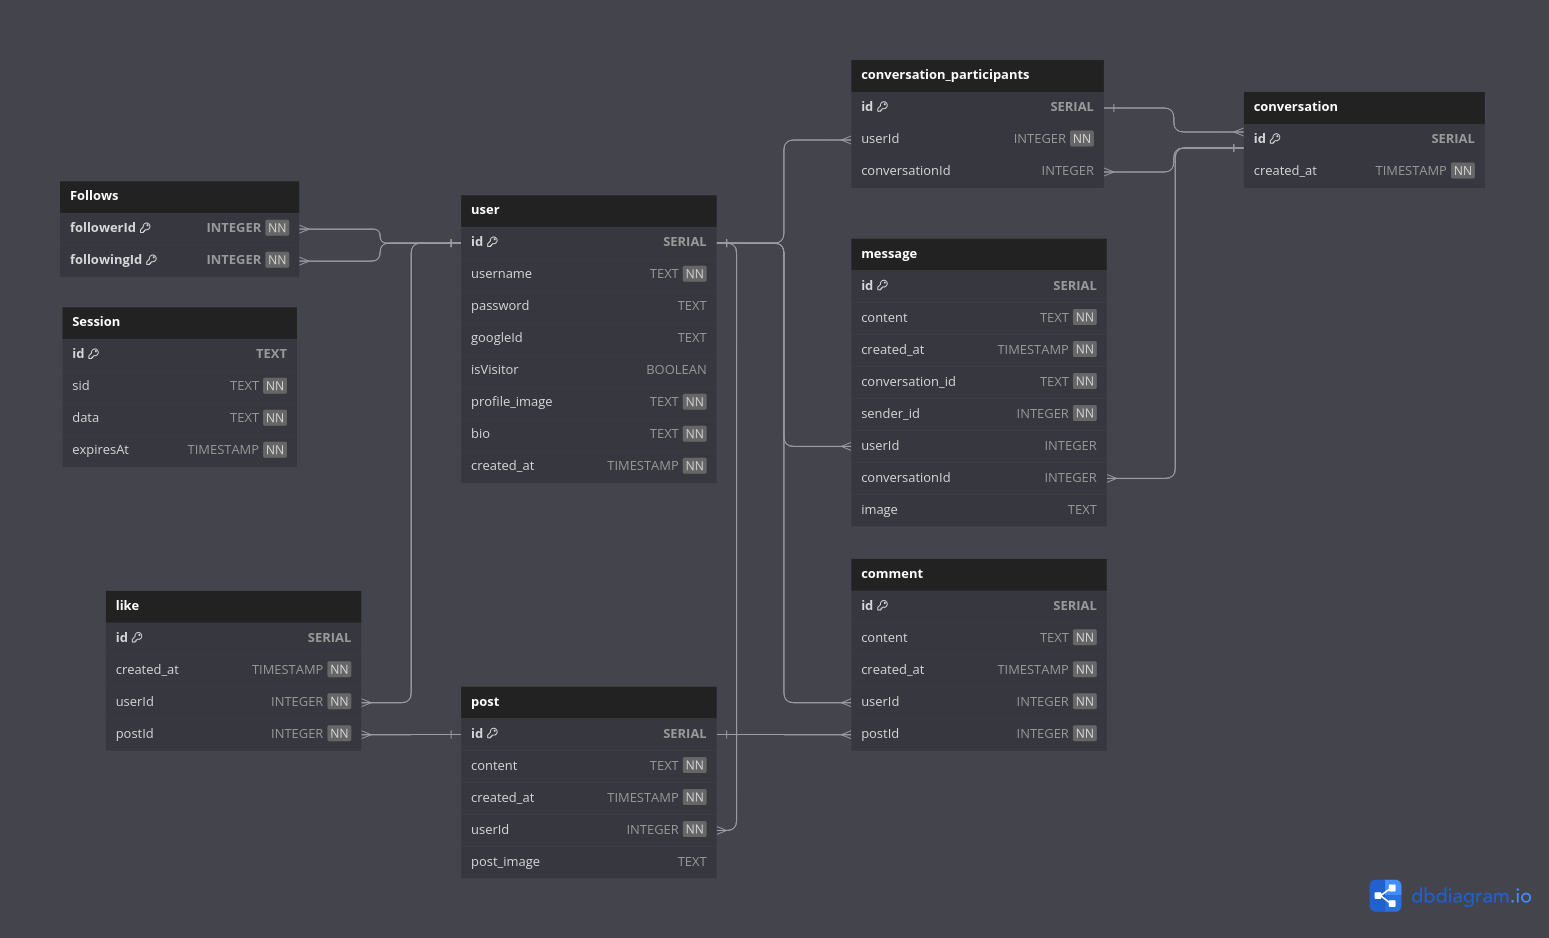 Follows
followerId INTEGER NN
followingId INTEGER NN
Session
id TEXT
sid TEXT NN
data TEXT NN
expiresAt TIMESTAMP NN
user
id SERIAL
username TEXT NN
password TEXT
googleId TEXT
isVisitor BOOLEAN
profile_image TEXT NN
bio TEXT NN
created_at TIMESTAMP NN
conversation_participants
id SERIAL
userId INTEGER NN
conversationId INTEGER
conversation
id SERIAL
created_at TIMESTAMP NN
message
id SERIAL
content TEXT NN
created_at TIMESTAMP NN
conversation_id TEXT NN
sender_id INTEGER NN
userId INTEGER
conversationId INTEGER
image TEXT
like
id SERIAL
created_at TIMESTAMP NN
userId INTEGER NN
postId INTEGER NN
post
id SERIAL
content TEXT NN
created_at TIMESTAMP NN
userId INTEGER NN
post_image TEXT
comment
id SERIAL
content TEXT NN
created_at TIMESTAMP NN
userId INTEGER NN
postId INTEGER NN
dbdiagram.io